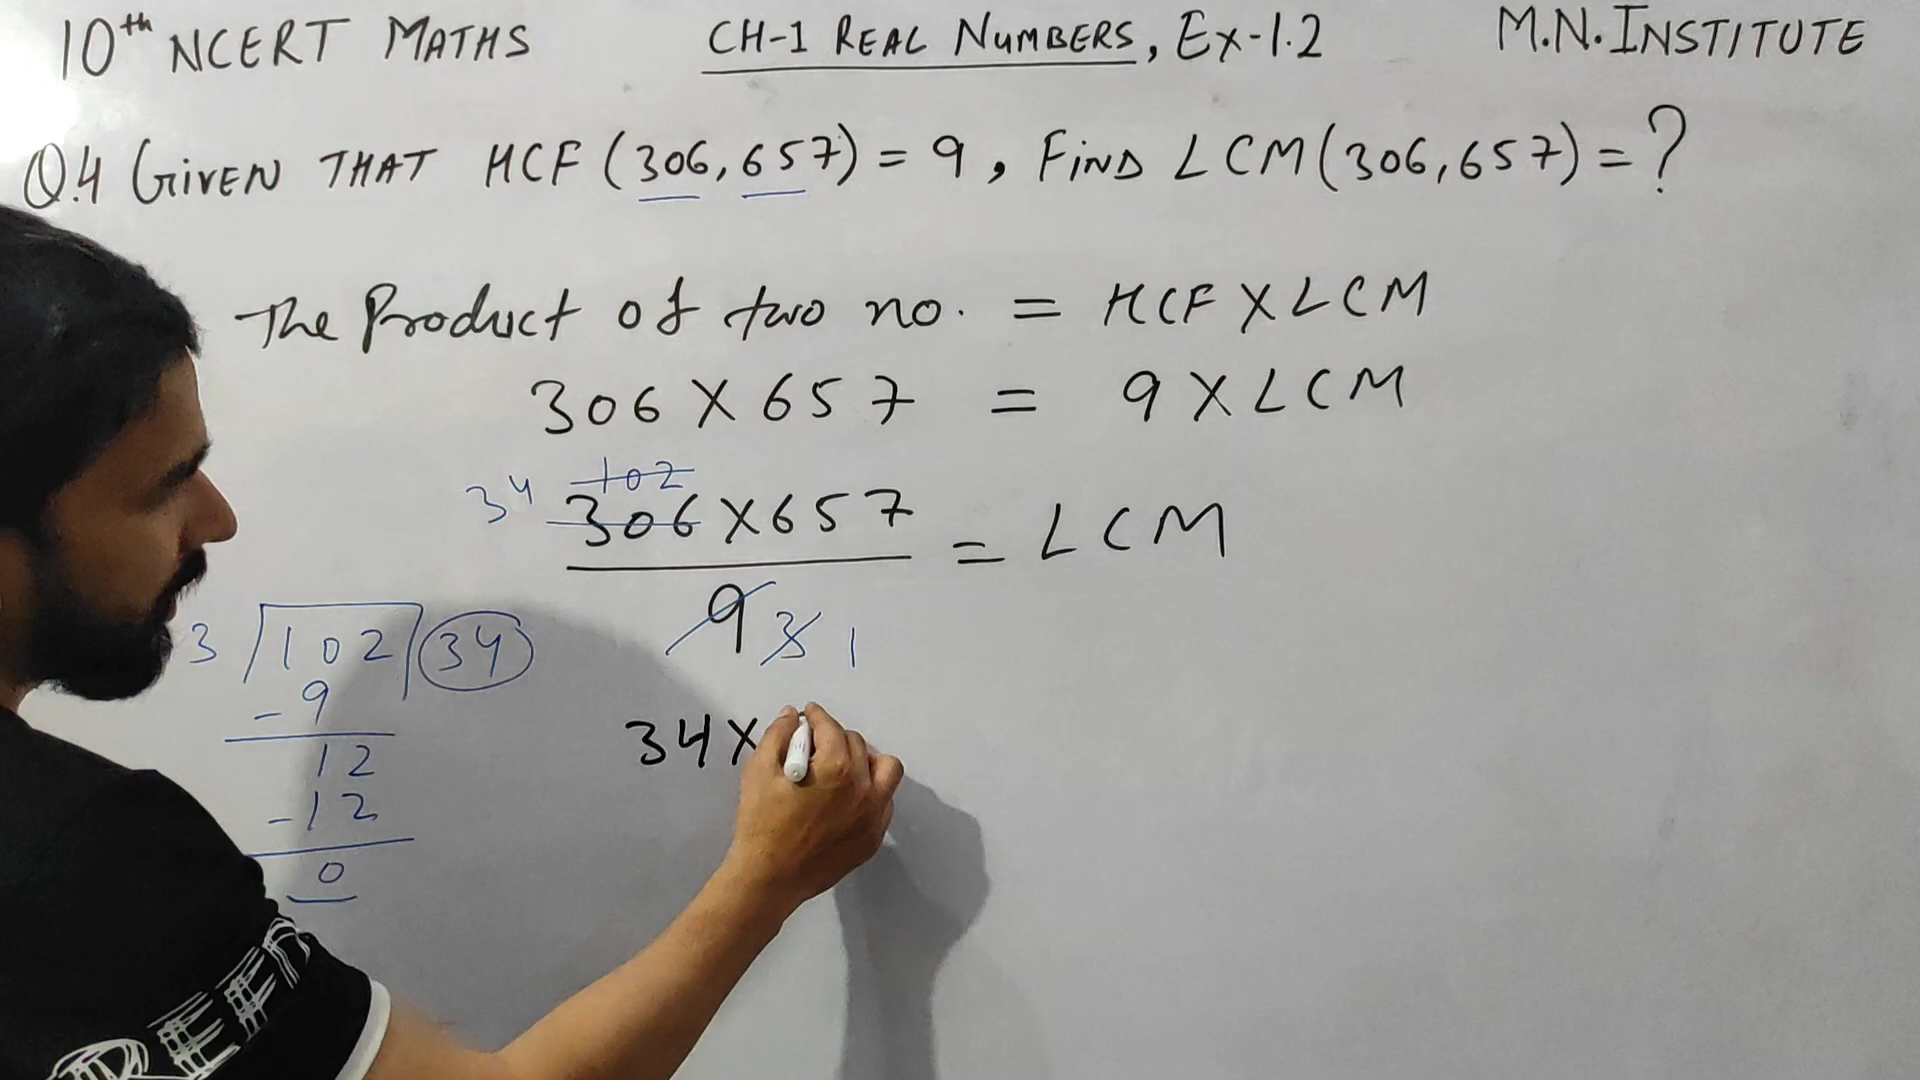 10th NCERT MATHS CH-1 REAL NUMBERS, EX-1.2 M.N. INSTITUTE
Q.4 GIVEN THAT HCF (306, 657) = 9, FIND LCM (306, 657) = ?
The Product of two no. = HCF X LCM
306 X 657 = 9 X LCM
34 102
306 X 657 = LCM
9 3 1
3 102 34
- 9
12
34 X
- 12
0
REEF